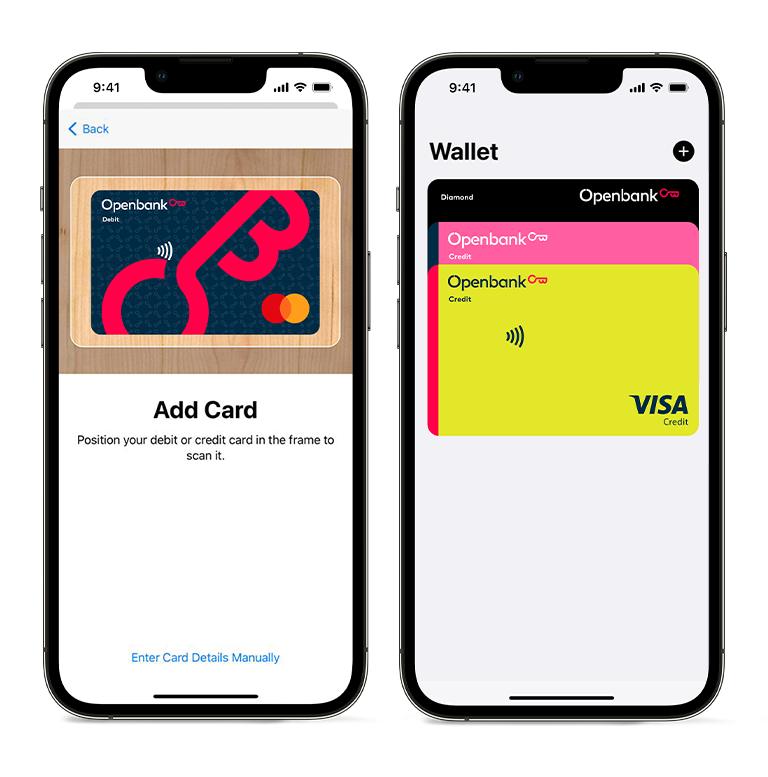 9:41
Back
Openbank
Debit
Add Card
Position your debit or credit card in the frame to
scan it.
Enter Card Details Manually
9:41
Wallet
Diamond
Openbank
Openbank
Credit
Openbank
Credit
VISA
Credit